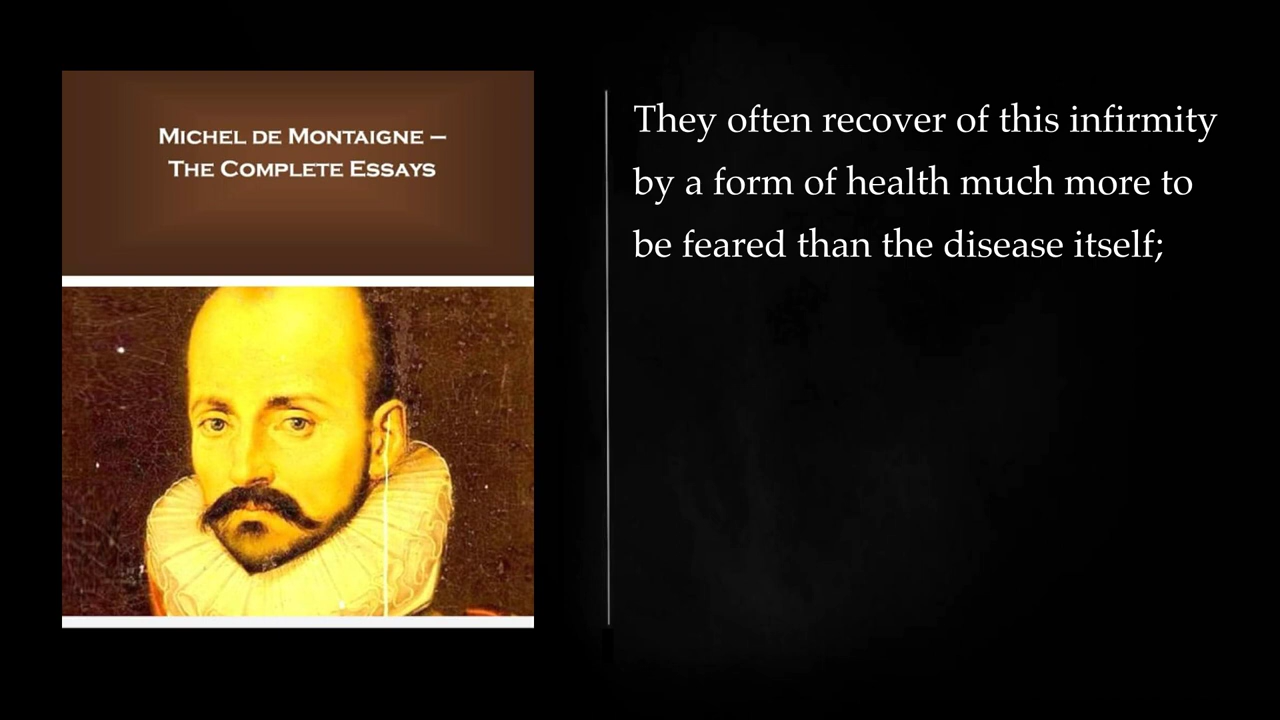 MICHEL DE MONTAIGNE –
THE COMPLETE ESSAYS
They often recover of this infirmity
by a form of health much more to
be feared than the disease itself;